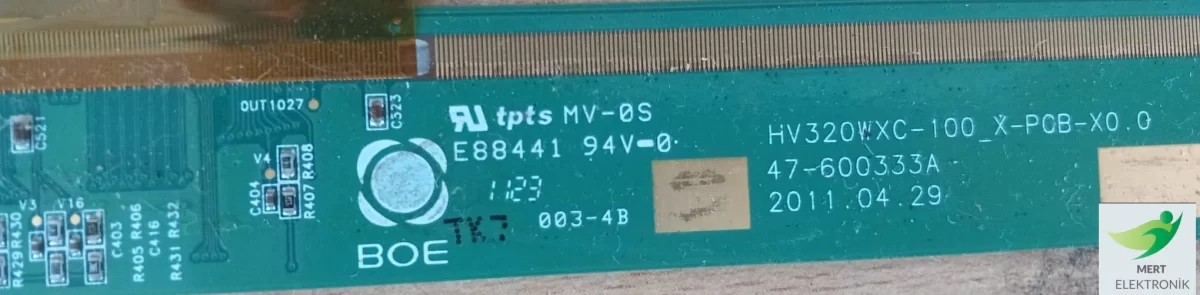 OUT1027
C323
C521
MV-0S
tpts
E88441 94V-0
1123
003-4B
TK7
BOE
HV320WXC-100_X-PCB-X0.0
47-600333A
2011.04.29
V4
R408
C404
R407
V3
V16
R430
R429
C403
R406
R405
C416
R432
R431
MERT
ELEKTRONİK